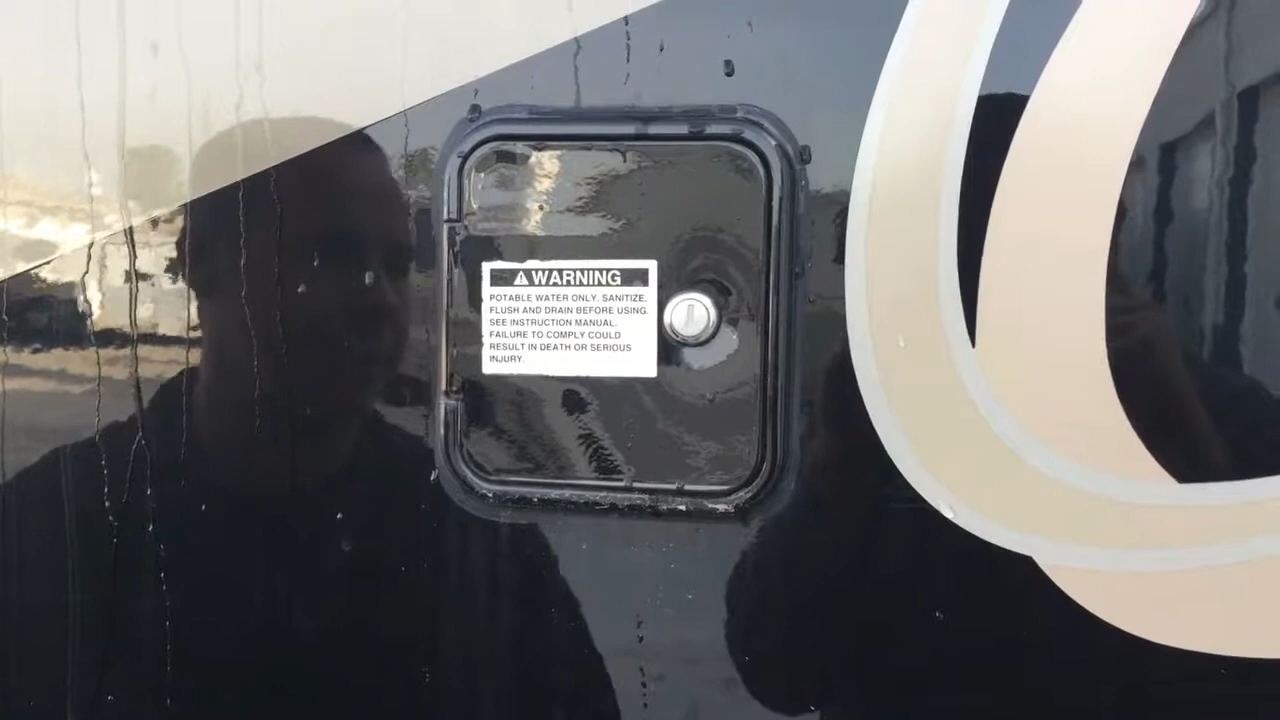 ⚠WARNING
POTABLE WATER ONLY. SANITIZE,
FLUSH AND DRAIN BEFORE USING.
SEE INSTRUCTION MANUAL.
FAILURE TO COMPLY COULD
RESULT IN DEATH OR SERIOUS
INJURY.